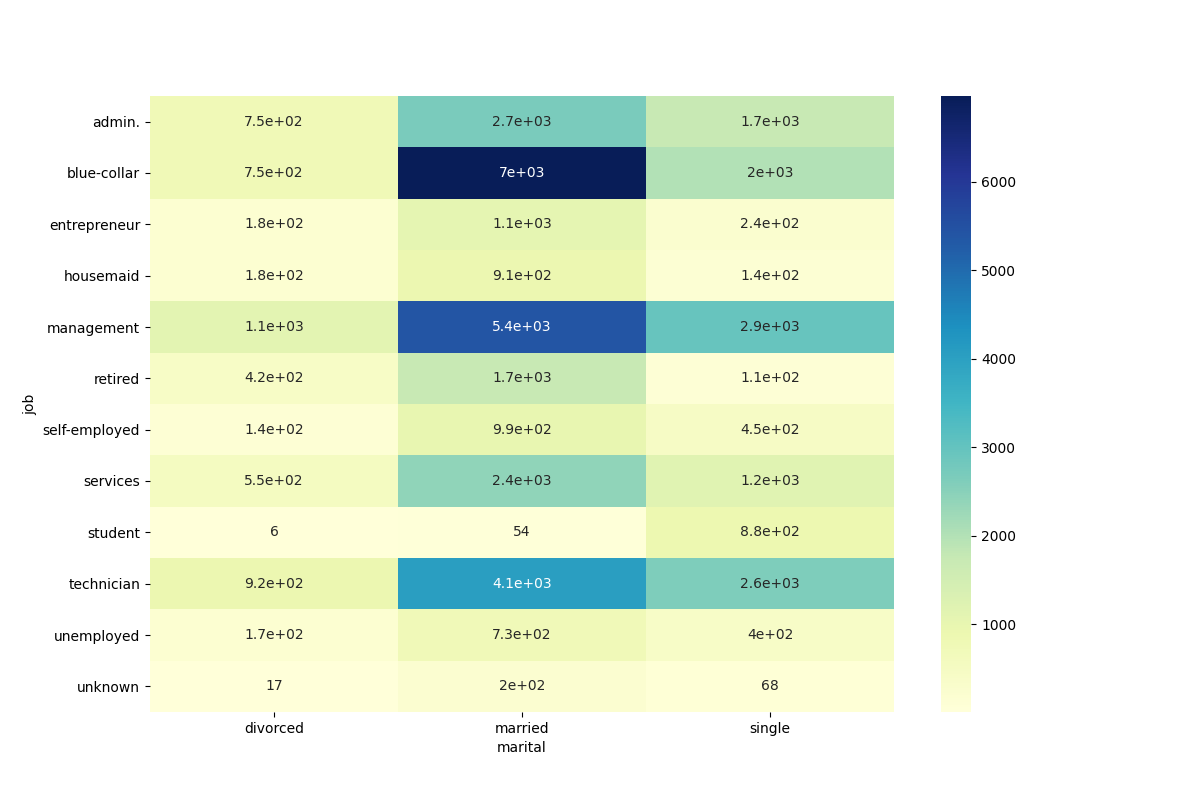 admin. 7.5e+02 2.7e+03 1.7e+03
blue-collar 7.5e+02 7e+03 2e+03
entrepreneur 1.8e+02 1.1e+03 2.4e+02
housemaid 1.8e+02 9.1e+02 1.4e+02
management 1.1e+03 5.4e+03 2.9e+03
retired 4.2e+02 1.7e+03 1.1e+02
self-employed 1.4e+02 9.9e+02 4.5e+02
services 5.5e+02 2.4e+03 1.2e+03
student 6 54 8.8e+02
technician 9.2e+02 4.1e+03 2.6e+03
unemployed 1.7e+02 7.3e+02 4e+02
unknown 17 2e+02 68
divorced married single
marital
job
6000
5000
4000
3000
2000
1000